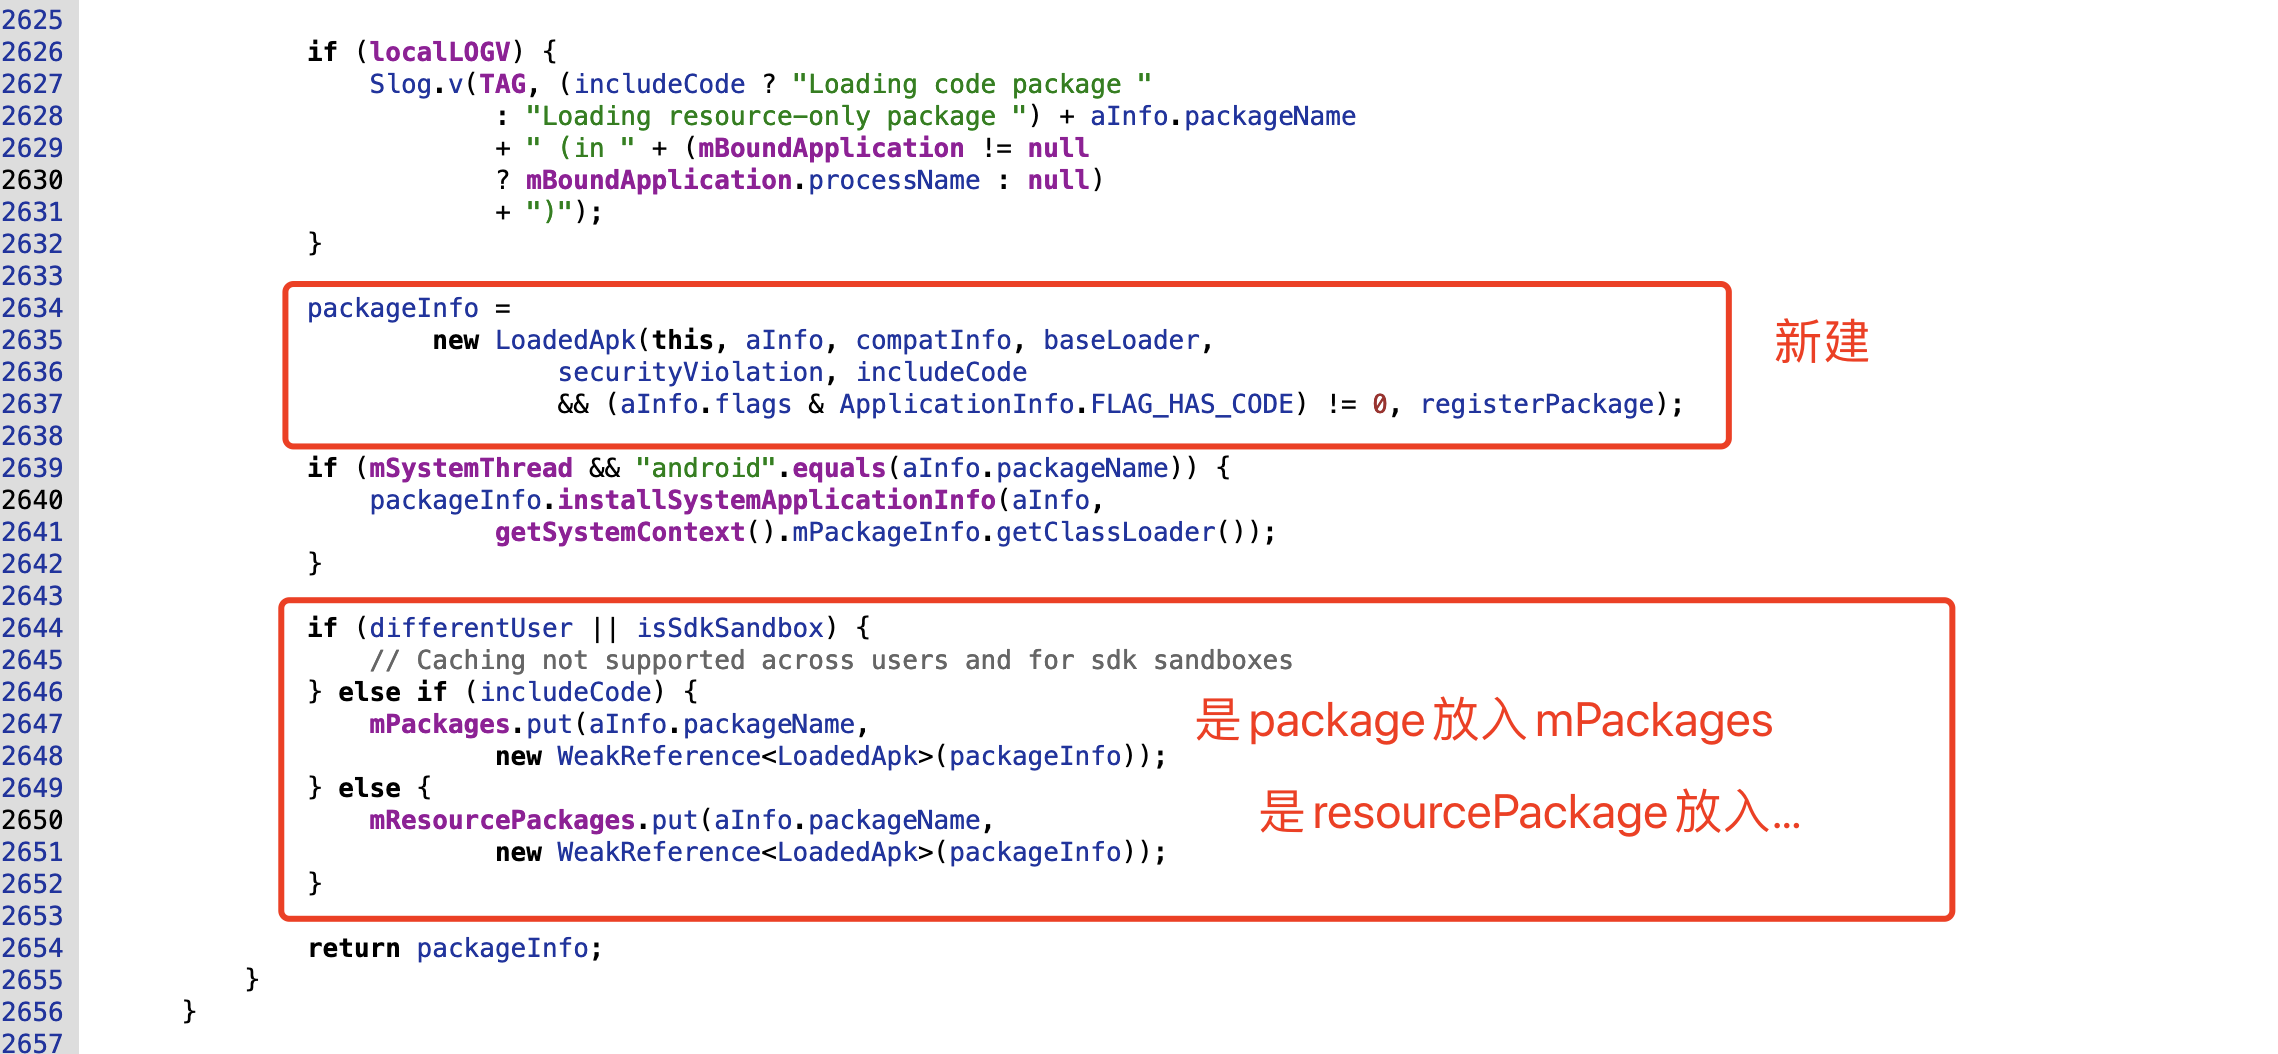 2625
2626 if (localLOGV) {
2627 Slog.v(TAG, (includeCode ? "Loading code package "
2628 : "Loading resource-only package ") + aInfo.packageName
2629 + " (in " + (mBoundApplication != null
2630 ? mBoundApplication.processName : null)
2631 + ")");
2632 }
2633
2634 packageInfo =
2635 new LoadedApk(this, aInfo, compatInfo, baseLoader,
新建
2636 securityViolation, includeCode
2637 && (aInfo.flags & ApplicationInfo.FLAG_HAS_CODE) != 0, registerPackage);
2638
2639 if (mSystemThread && "android".equals(aInfo.packageName)) {
2640 packageInfo.installSystemApplicationInfo(aInfo,
2641 getSystemContext().mPackageInfo.getClassLoader());
2642 }
2643
2644 if (differentUser || isSdkSandbox) {
2645 // Caching not supported across users and for sdk sandboxes
2646 } else if (includeCode) {
2647 mPackages.put(aInfo.packageName,
是package放入mPackages
2648 new WeakReference<LoadedApk>(packageInfo));
2649 } else {
2650 mResourcePackages.put(aInfo.packageName,
是resourcePackage放入...
2651 new WeakReference<LoadedApk>(packageInfo));
2652 }
2653
2654 return packageInfo;
2655 }
2656 }
2657